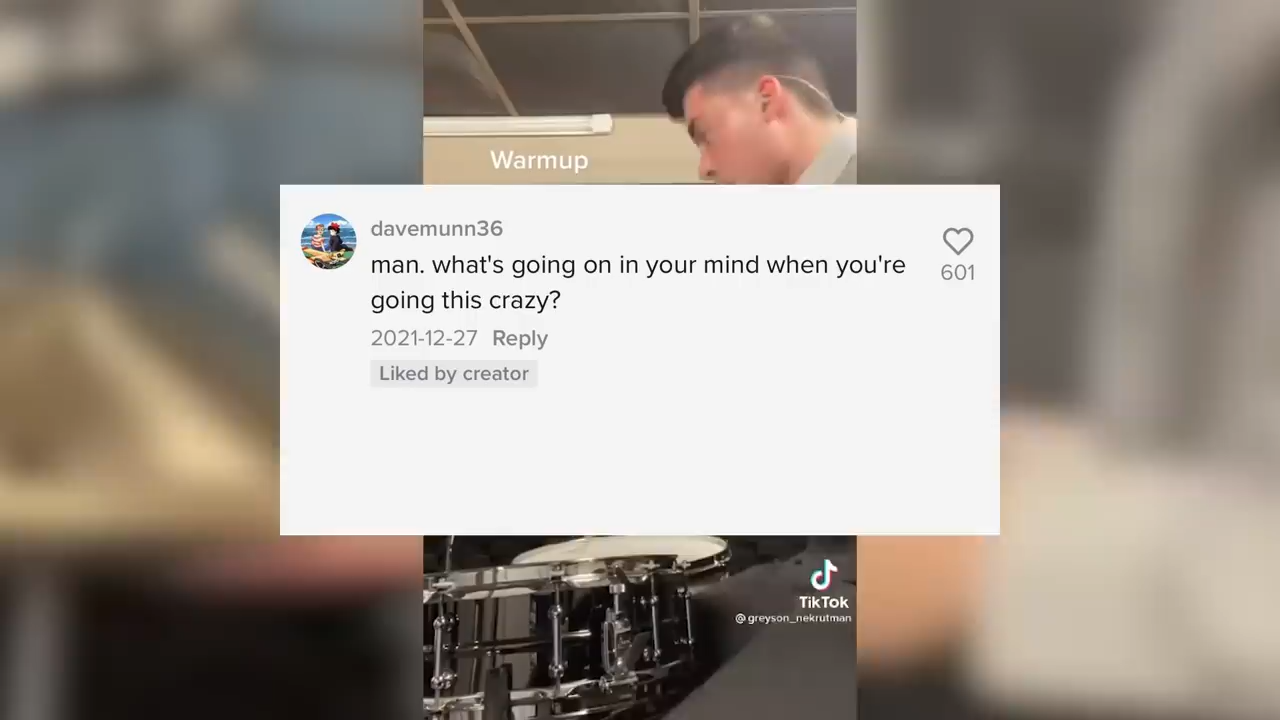 Warmup
davemunn36
man. what's going on in your mind when you're
going this crazy?
601
2021-12-27 Reply
Liked by creator
TikTok
@greyson_nekrutman